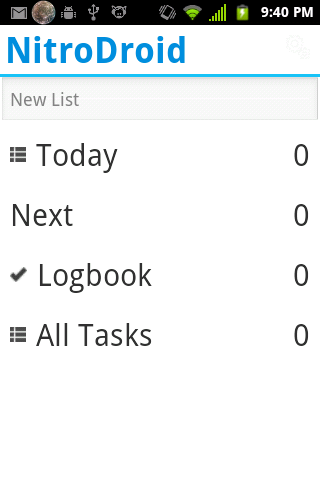 9:40 PM
NitroDroid
New List
Today 0
Next 0
Logbook 0
All Tasks 0